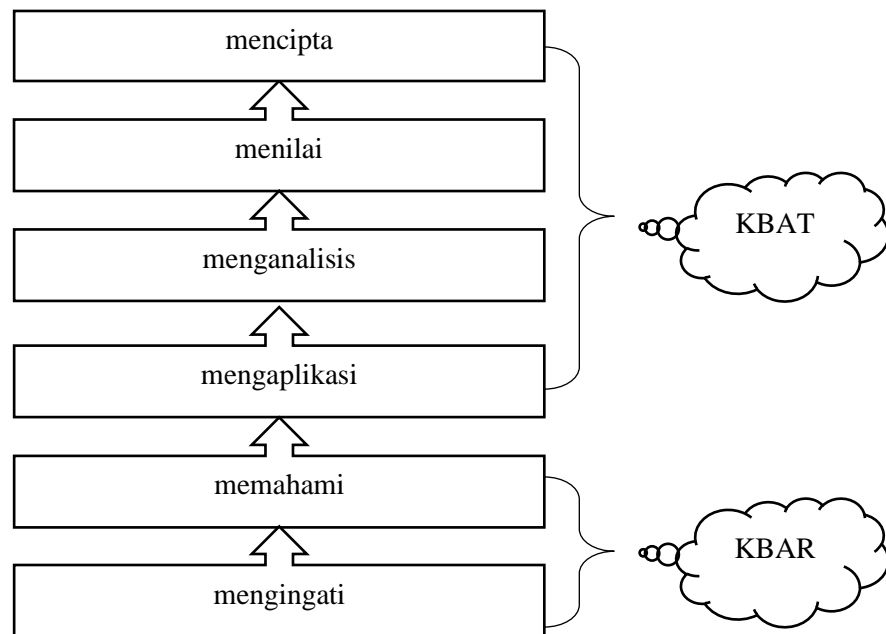 mencipta
menilai
menganalisis
mengaplikasi
memahami
mengingati
KBAT
KBAR